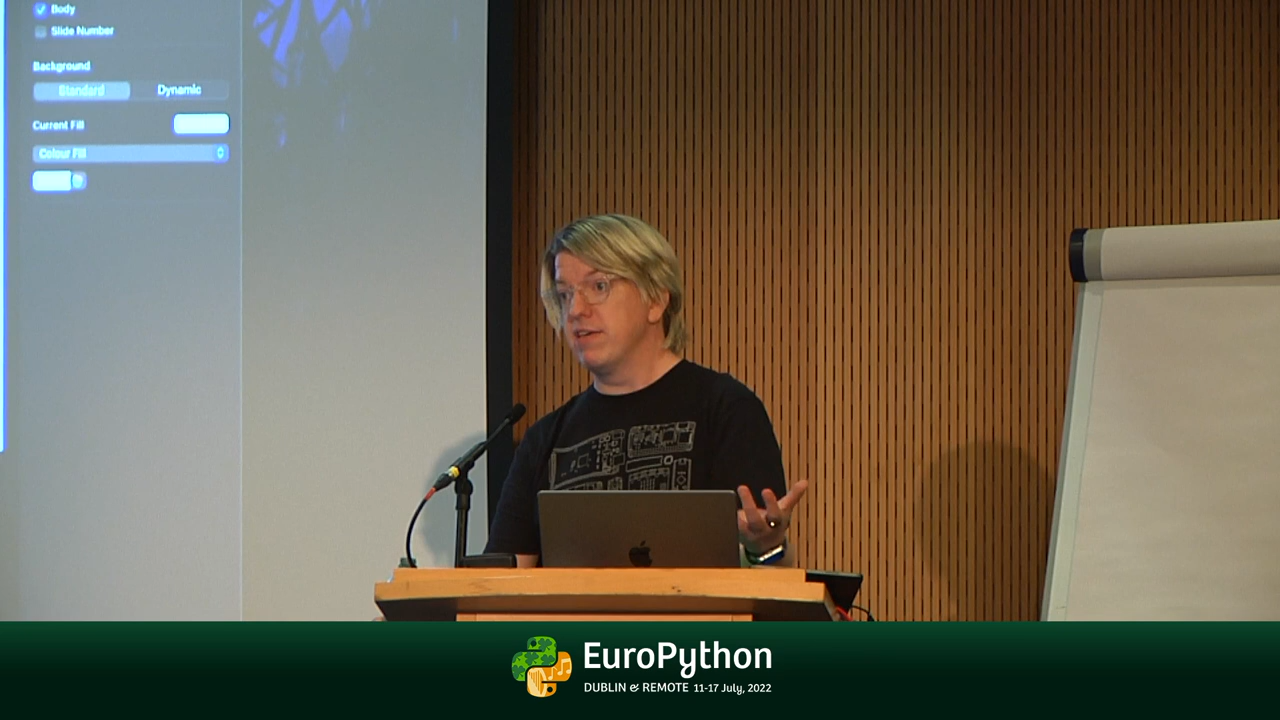 Body
Slide Number
Background
Standard
Dynamic
Current Fill
Colour Fill
EuroPython
DUBLIN & REMOTE 11-17 July, 2022